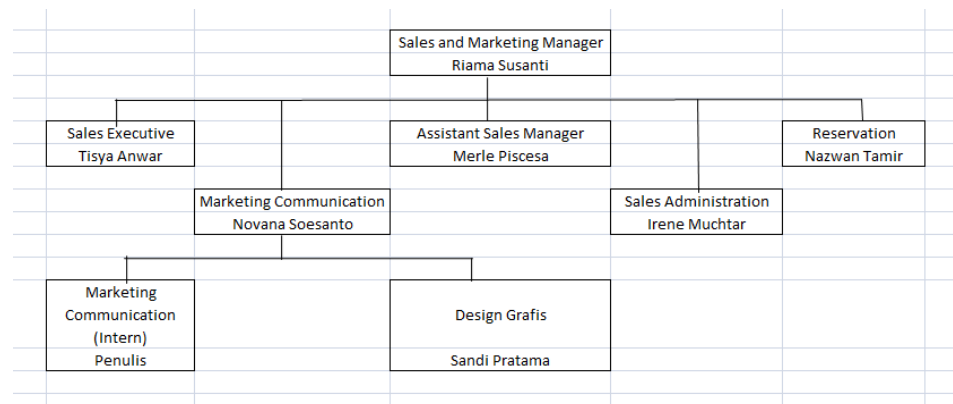 Sales and Marketing Manager
Riama Susanti
Sales Executive
Tisya Anwar
Assistant Sales Manager
Merle Piscesa
Reservation
Nazwan Tamir
Marketing Communication
Novana Soesanto
Sales Administration
Irene Muchtar
Marketing
Communication
(Intern)
Penulis
Design Grafis
Sandi Pratama